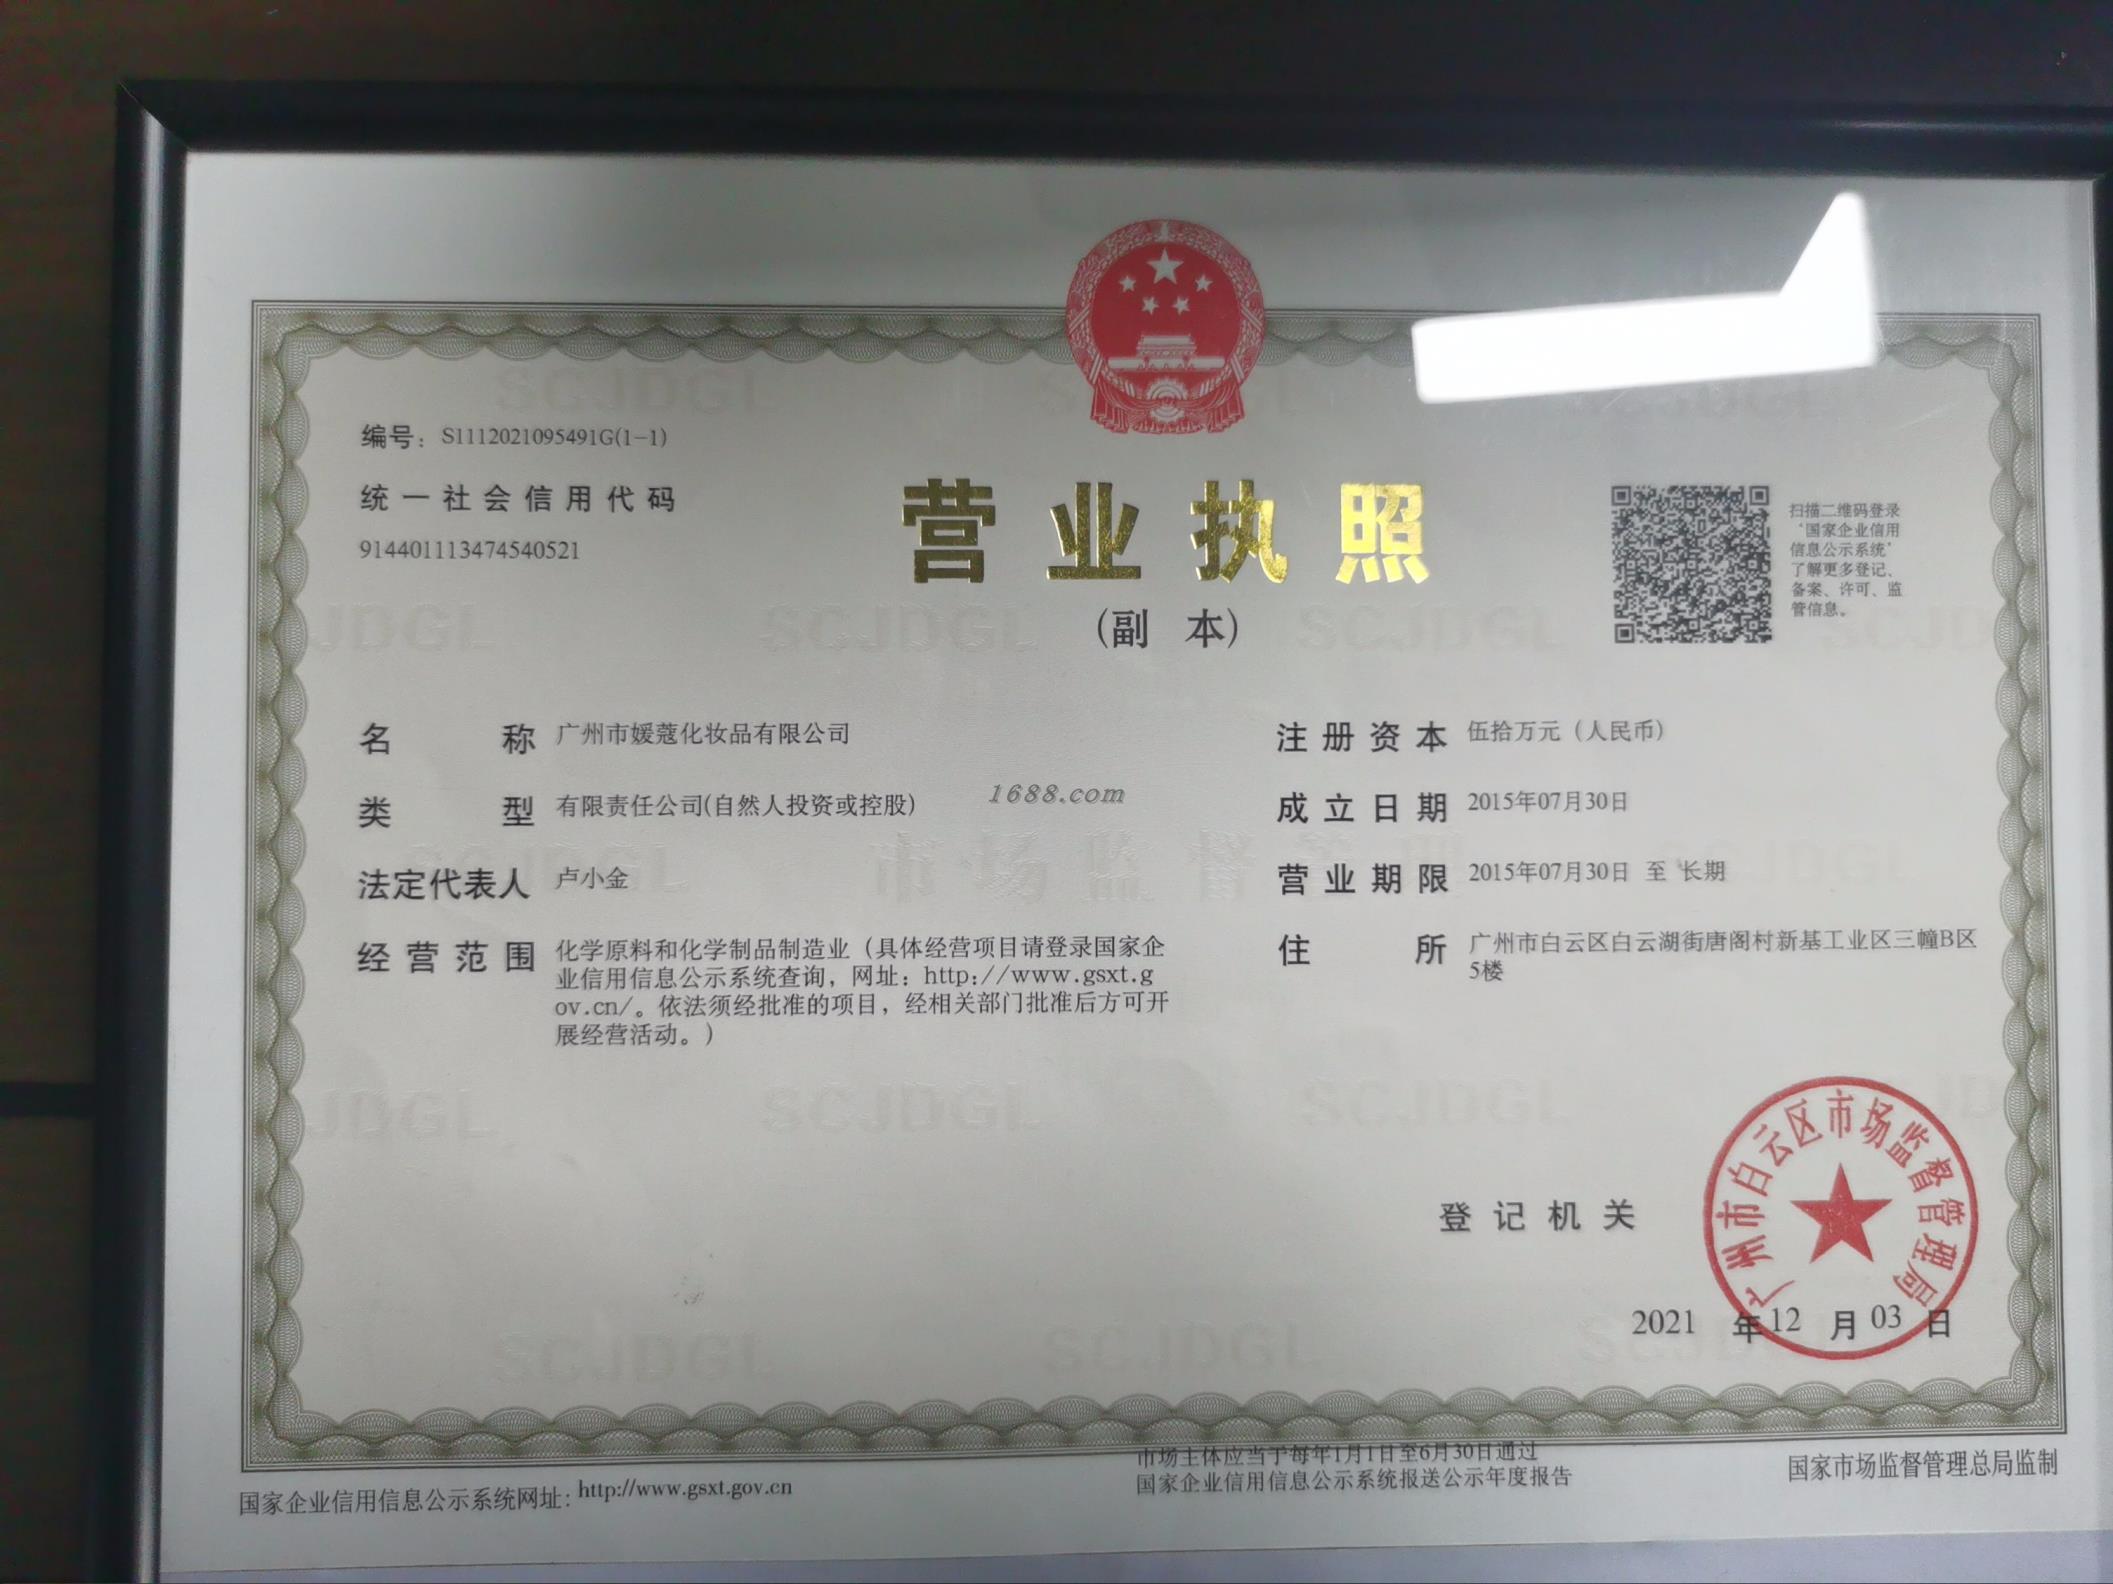 编号：S1112021095491G(1-1)
统一社会信用代码
914401113474540521
营业执照
（副 本）
扫描二维码登录
‘国家企业信用
信息公示系统’
了解更多登记、
备案、许可、监
管信息。
名 称 广州市媛蔻化妆品有限公司
类 型 有限责任公司(自然人投资或控股)
法定代表人 卢小金
经营范围 化学原料和化学制品制造业（具体经营项目请登录国家企
业信用信息公示系统查询，网址：http://www.gsxt.g
ov.cn/。依法须经批准的项目，经相关部门批准后方可开
展经营活动。）
1688.com
注册资本 伍拾万元（人民币）
成立日期 2015年07月30日
营业期限 2015年07月30日 至 长期
住 所 广州市白云区白云湖街唐阁村新基工业区三幢B区
5楼
市场监督管理
SCJDGL
登记机关
广州市白云区市场监督管理局
2021 年 12 月 03 日
国家企业信用信息公示系统网址：http://www.gsxt.gov.cn
市场主体应当于每年1月1日至6月30日通过
国家企业信用信息公示系统报送公示年度报告
国家市场监督管理总局监制